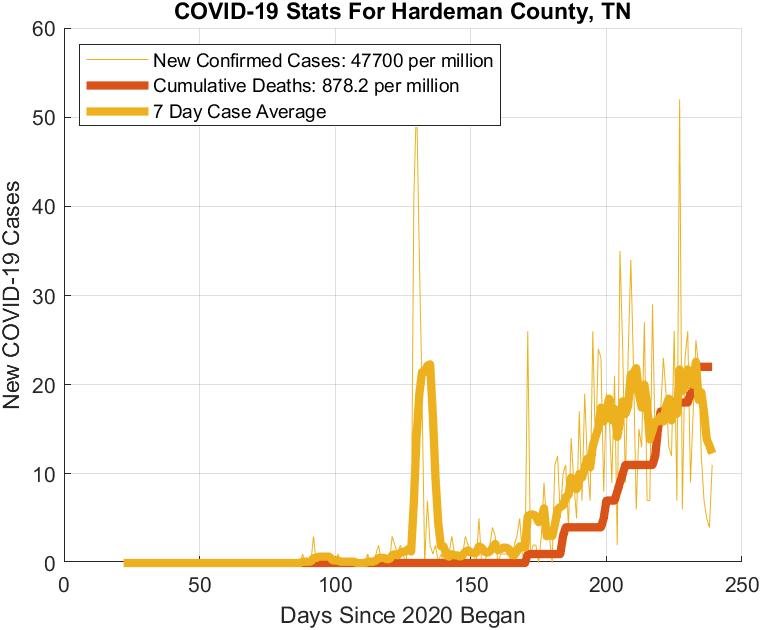 COVID-19 Stats For Hardeman County, TN
New Confirmed Cases: 47700 per million
Cumulative Deaths: 878.2 per million
7 Day Case Average
New COVID-19 Cases
60
50
40
30
20
10
0
0 50 100 150 200 250
Days Since 2020 Began